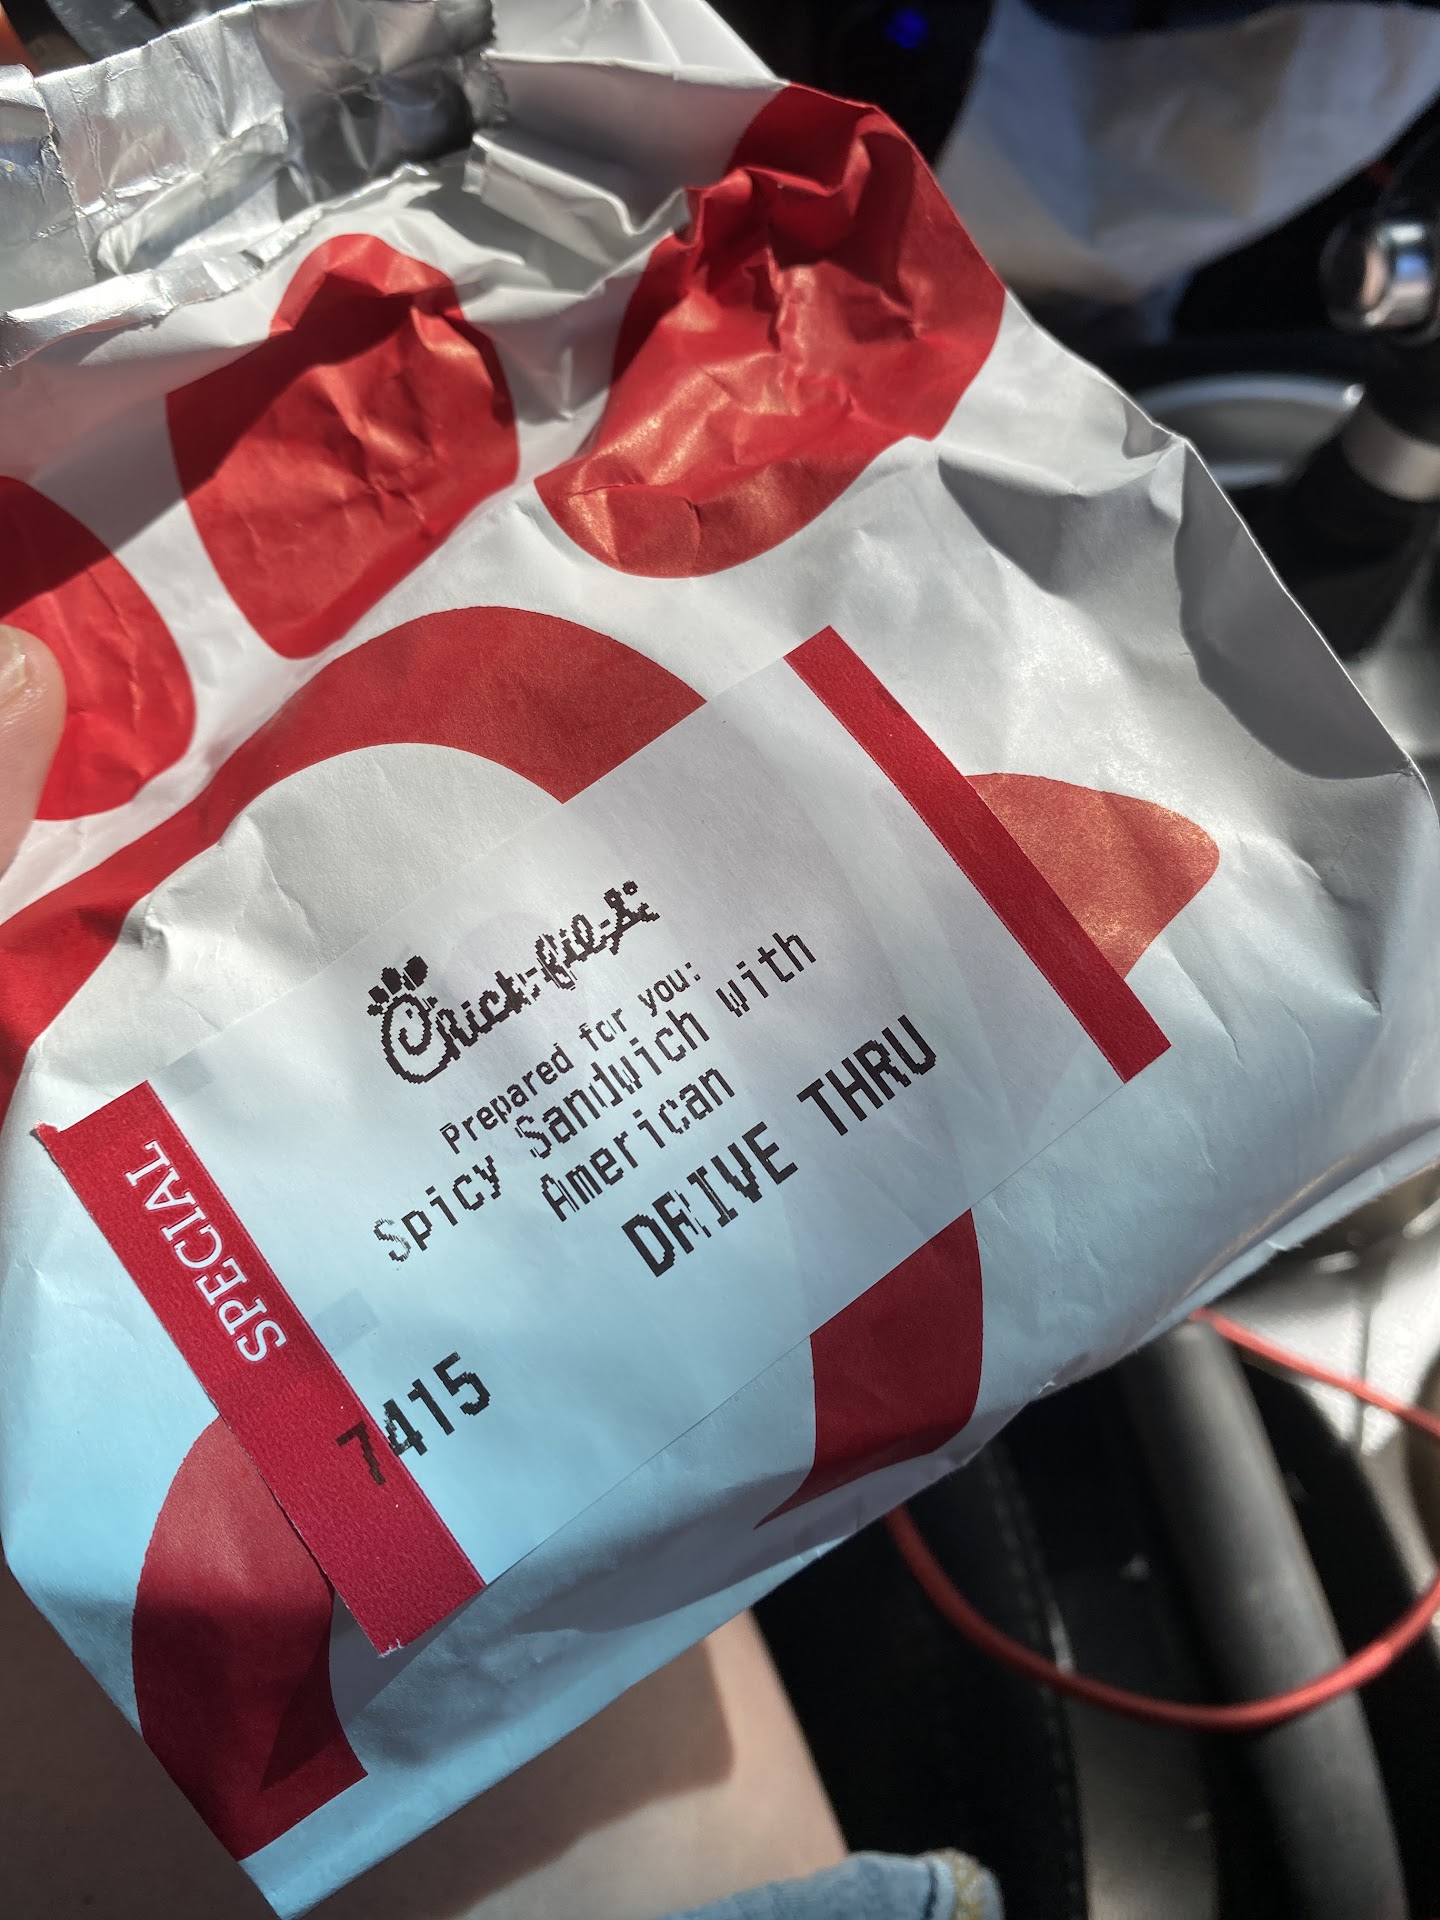 Chick-fil-A
Prepared for you:
Spicy Sandwich with
American
DRIVE THRU
SPECIAL
7415